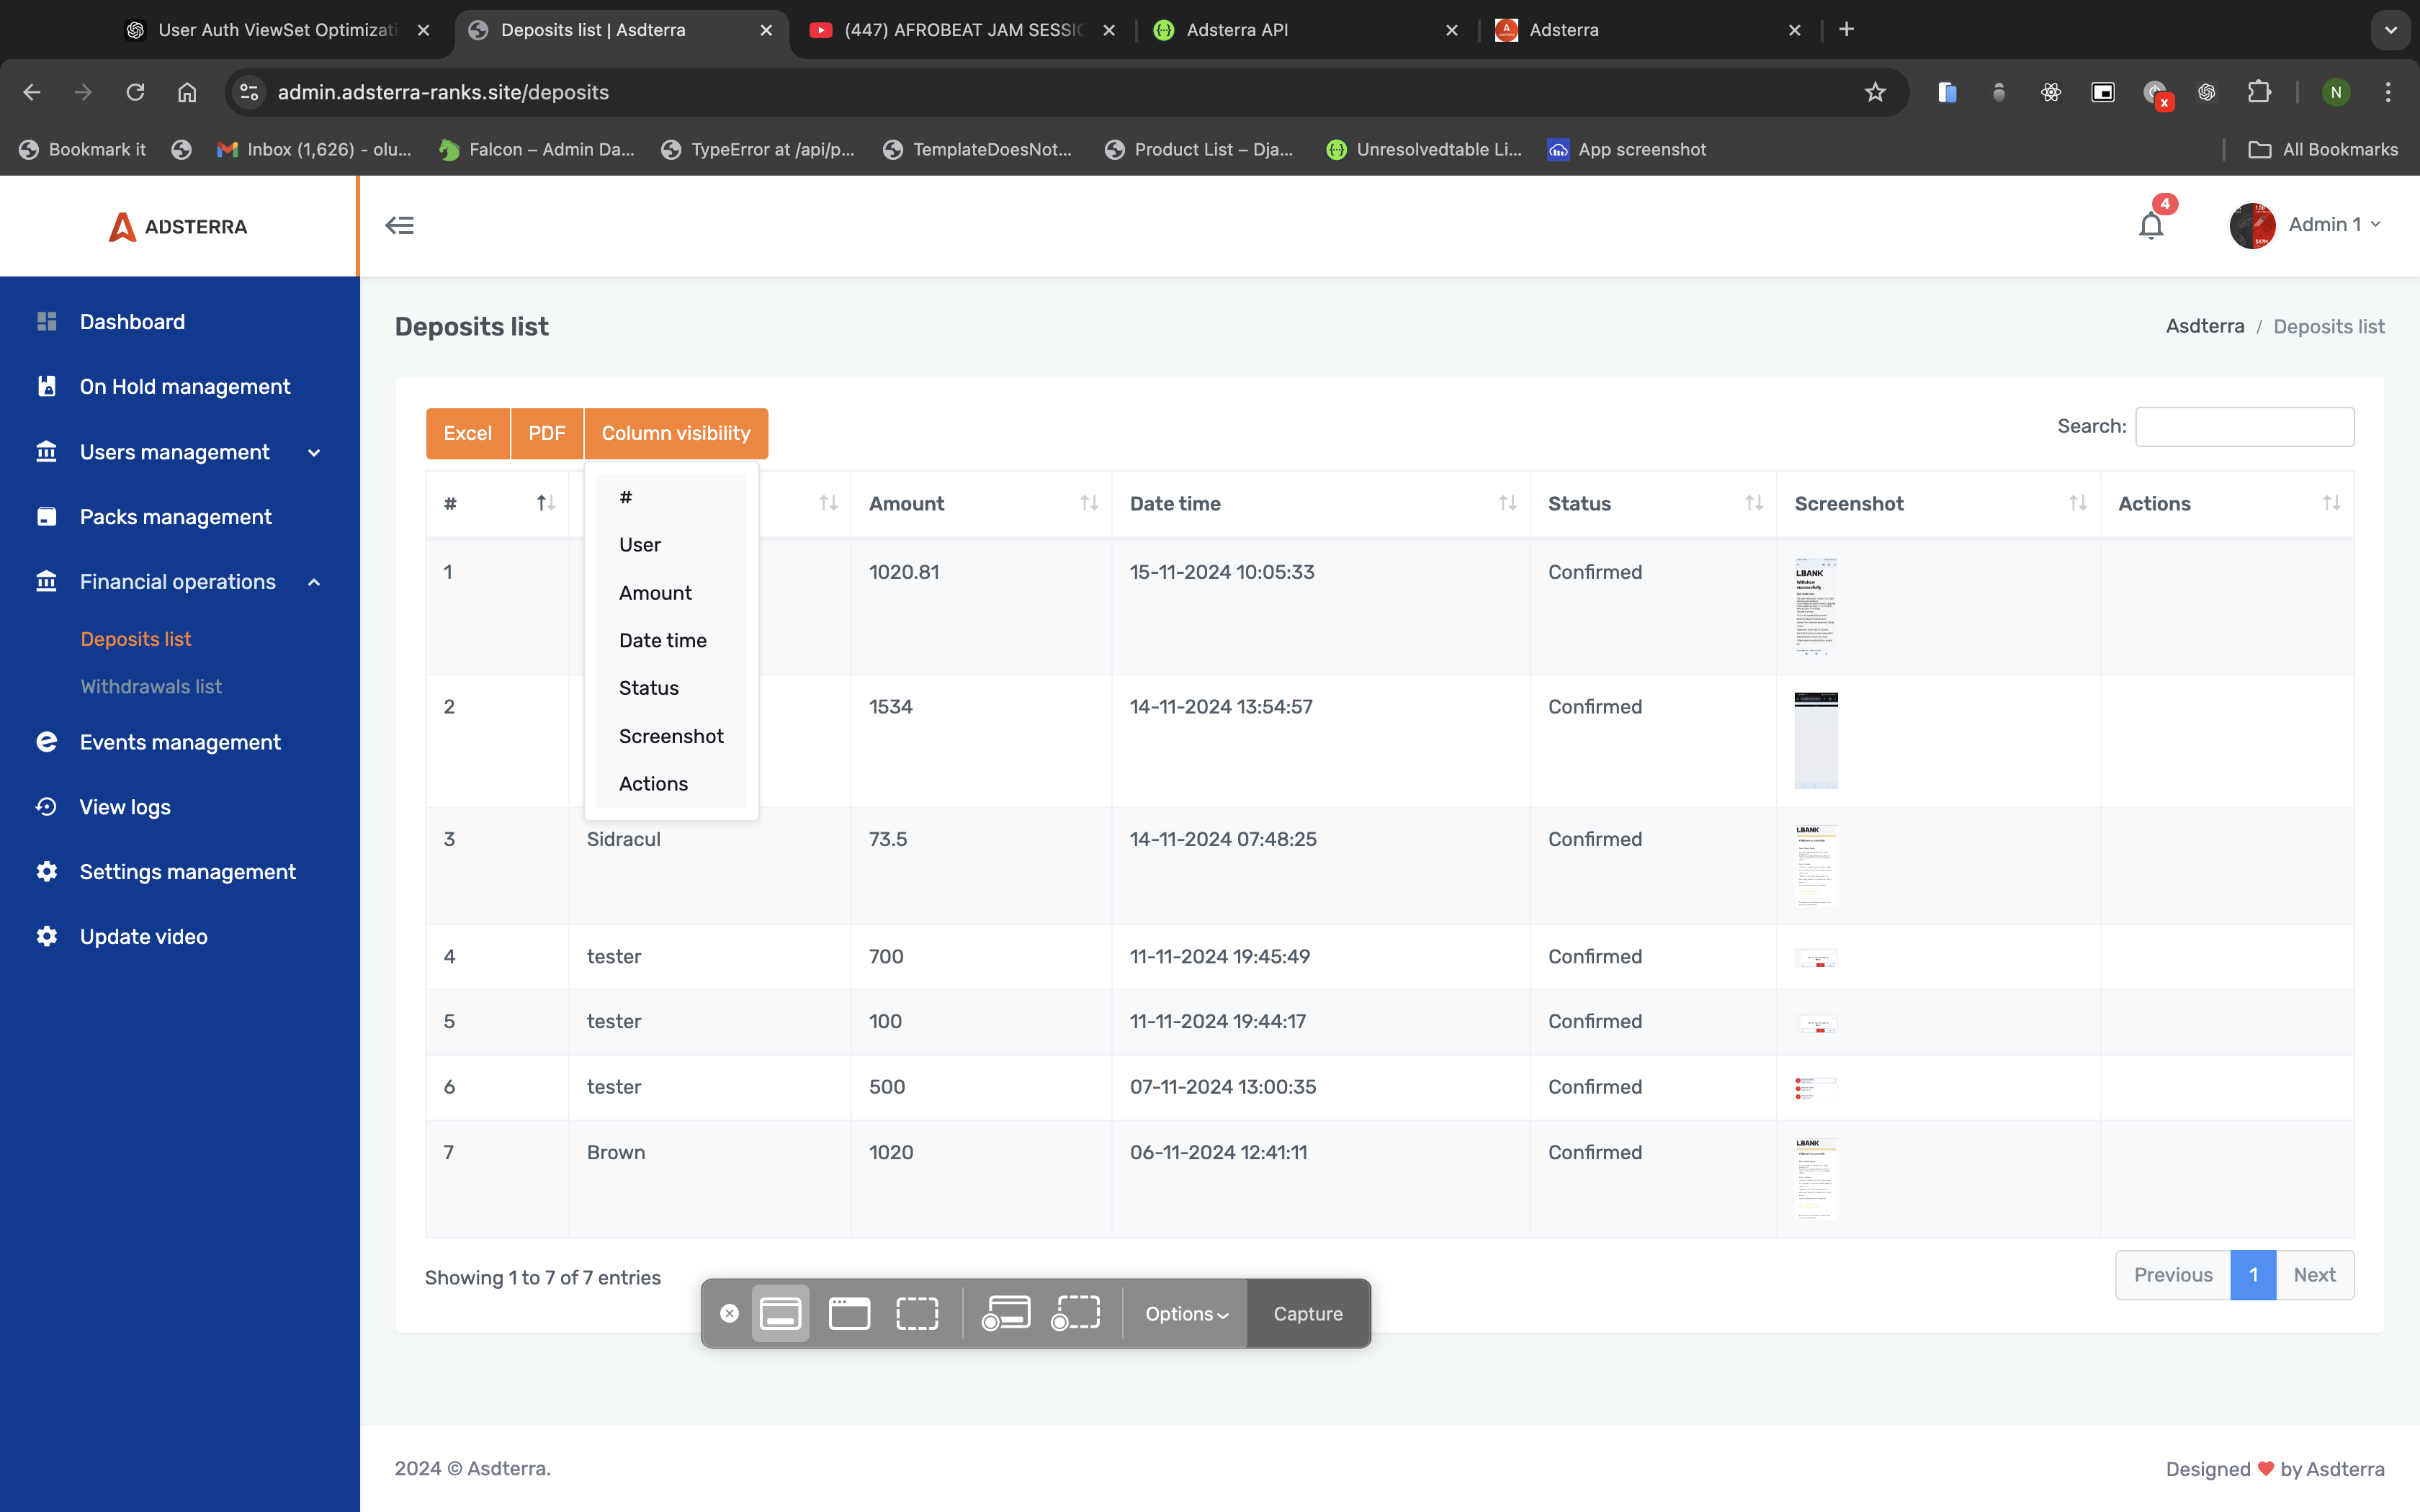 User Auth ViewSet Optimizati
Deposits list | Asdterra
(447) AFROBEAT JAM SESSIO
Adsterra API
Adsterra
admin.adsterra-ranks.site/deposits
x
N
Bookmark it
Inbox (1,626) - olu...
Falcon – Admin Da...
TypeError at /api/p...
TemplateDoesNot...
Product List – Dja...
Unresolvedtable Li...
App screenshot
All Bookmarks
ADSTERRA
4
Admin 1
Dashboard
On Hold management
Users management
Packs management
Financial operations
Deposits list
Withdrawals list
Events management
View logs
Settings management
Update video
Deposits list
Asdterra / Deposits list
Excel PDF Column visibility
Search:
#
User
Amount
Date time
Status
Screenshot
Actions
# Amount Date time Status Screenshot Actions
1 1020.81 15-11-2024 10:05:33 Confirmed
LBANK
2 1534 14-11-2024 13:54:57 Confirmed
3 Sidracul 73.5 14-11-2024 07:48:25 Confirmed
LBANK
4 tester 700 11-11-2024 19:45:49 Confirmed
5 tester 100 11-11-2024 19:44:17 Confirmed
6 tester 500 07-11-2024 13:00:35 Confirmed
7 Brown 1020 06-11-2024 12:41:11 Confirmed
LBANK
Showing 1 to 7 of 7 entries
Previous 1 Next
Options Capture
2024 © Asdterra.
Designed ❤ by Asdterra